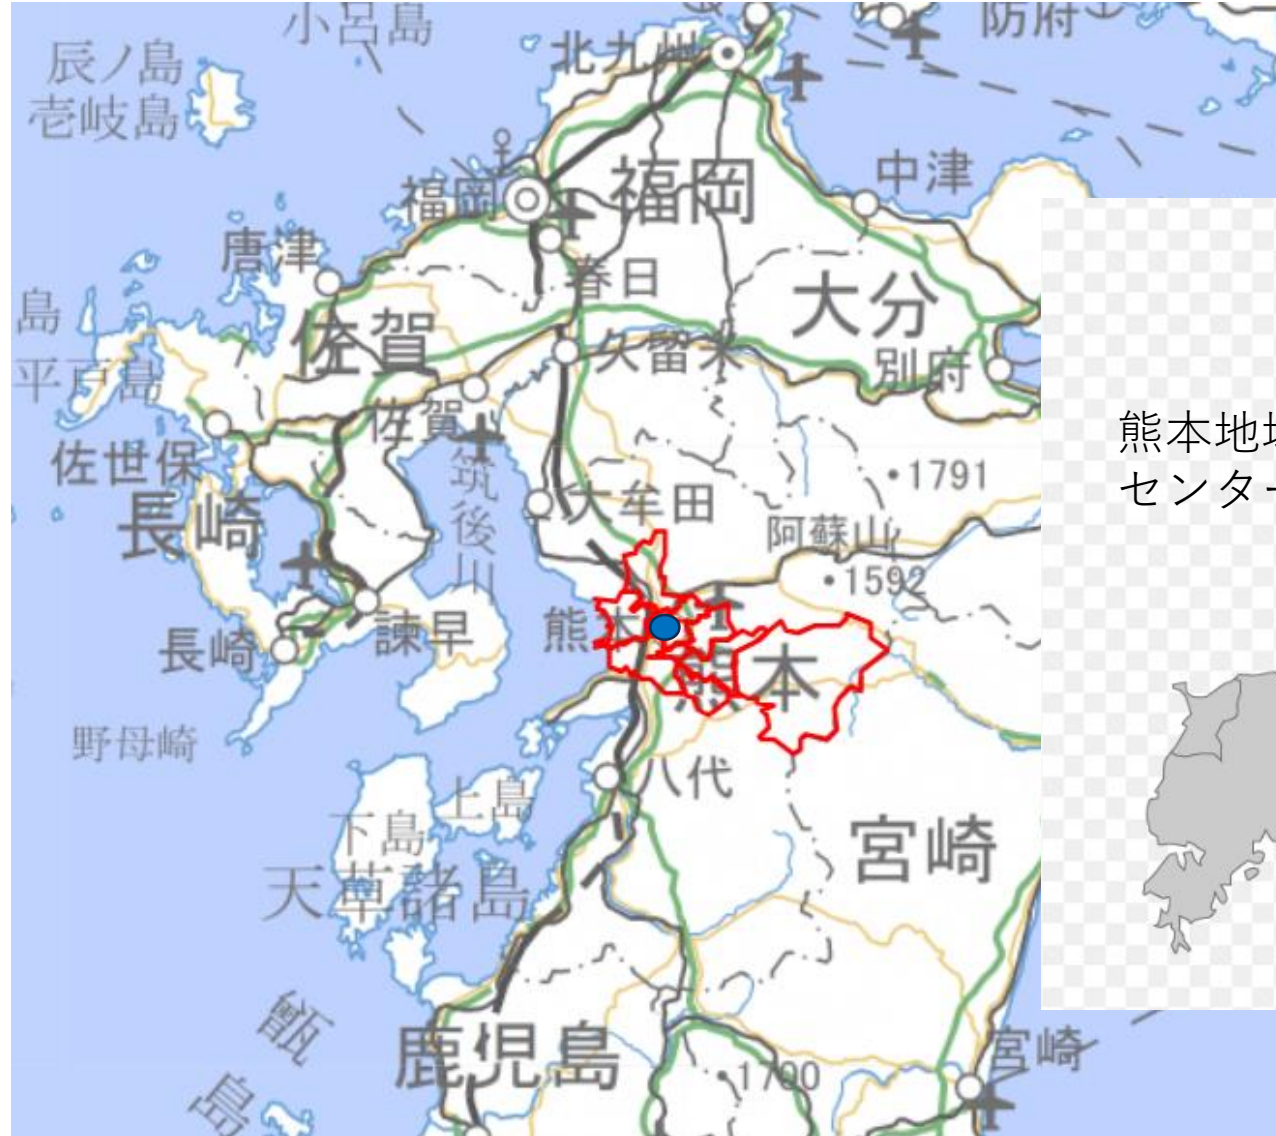 小呂島
防府
辰ノ島
北九州
壱岐島
福岡
福岡
中津
唐津
春日
大分
島
佐賀
久留米
別府
平戸島
佐賀
佐世保
筑後川
1791
大牟田
長崎
熊本地
センター
阿蘇山
1592
熊本
諫早
長崎
熊本
野母崎
八代
上島
下島
宮崎
天草諸島
甑
鹿児島
宮崎
1700
島